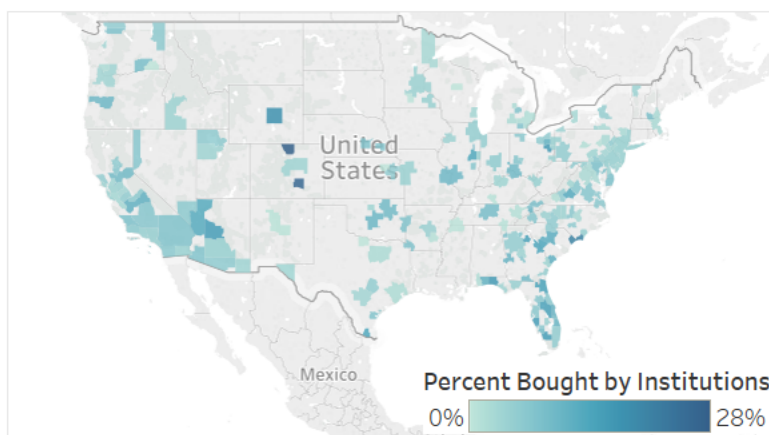 United
States
Mexico
Percent Bought by Institutions
0%
28%